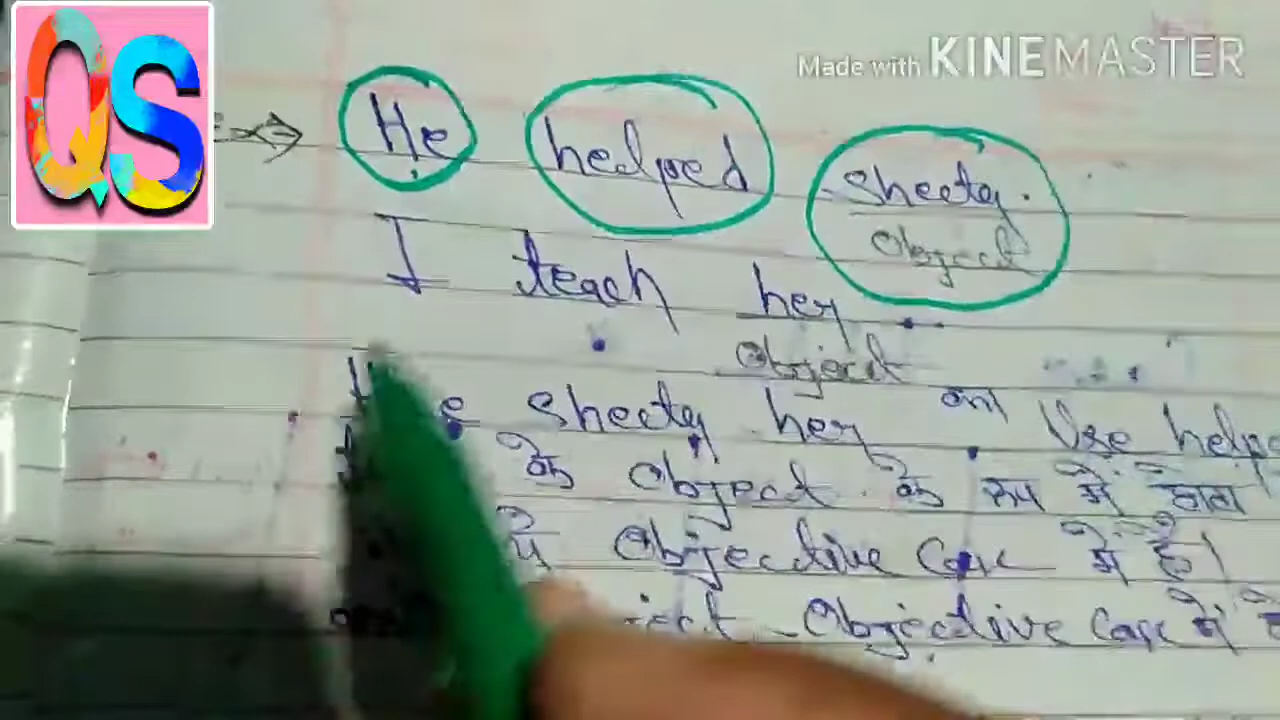 QS
Made with KINEMASTER
He helped Sheety.
Object
I teach her
Object
Sheety her का Use
के Object के रूप में
Objective Case में है।
Objective Case में